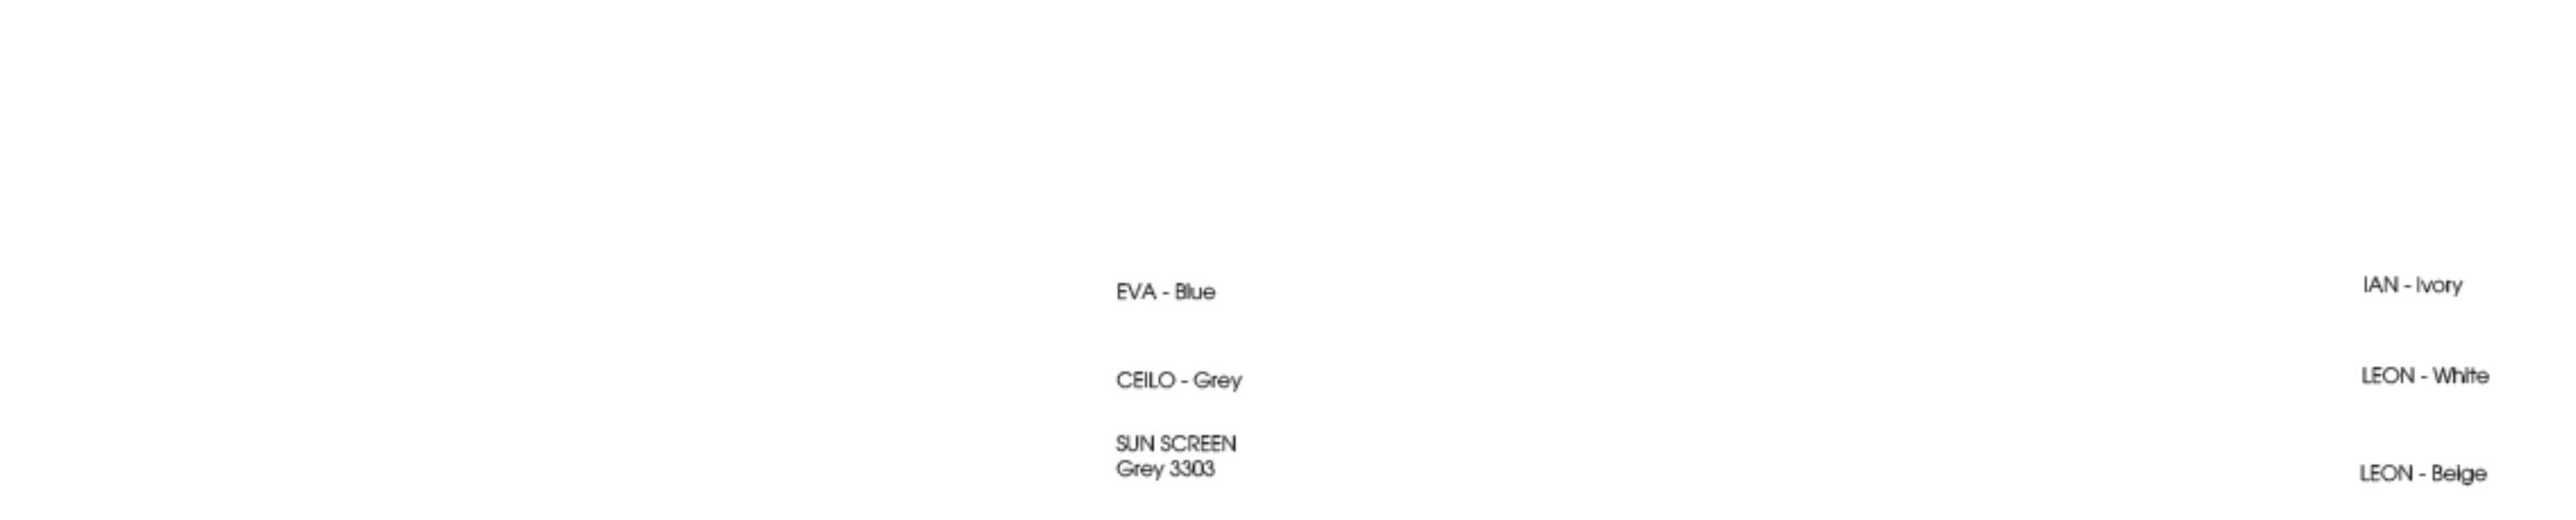 EVA - Blue
CEILO - Grey
SUN SCREEN
Grey 3303
IAN - Ivory
LEON - White
LEON - Beige